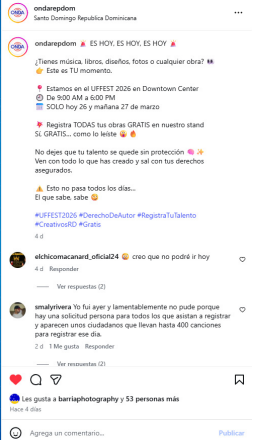 ondarepdom
Santo Domingo Republica Dominicana
ondarepdom 📣 ES HOY, ES HOY, ES HOY 📣
¿Tienes música, libros, diseños, fotos o cualquier obra?
👉 Este es TU momento.
📍 Estamos en el UFFEST 2026 en Downtown Center
🕘 De 9:00 AM a 6:00 PM
🗓️ SOLO hoy 26 y mañana 27 de marzo
Registra TODAS tus obras GRATIS en nuestro stand
Sí, GRATIS... como lo leíste 😱 🔥
No dejes que tu talento se quede sin protección 🧠 ✨
Ven con todo lo que has creado y sal con tus derechos
asegurados.
⚠️ Esto no pasa todos los días...
El que sabe, sabe
#UFFEST2026 #DerechoDeAutor #RegistraTuTalento
#CreativosRD #Gratis
4 d
elchicomacanard_oficial24 creo que no podré ir hoy
4 d Responder
Ver respuestas (2)
smalyrivera Yo fui ayer y lamentablemente no pude porque
hay una solicitud persona para todos los que asistan a registrar
y aparecen unos ciudadanos que llevan hasta 400 canciones
para registrar ese día.
2 d 1 Me gusta Responder
Ver respuestas (2)
Les gusta a barriaphotography y 53 personas más
Hace 4 días
Agrega un comentario...
Publicar